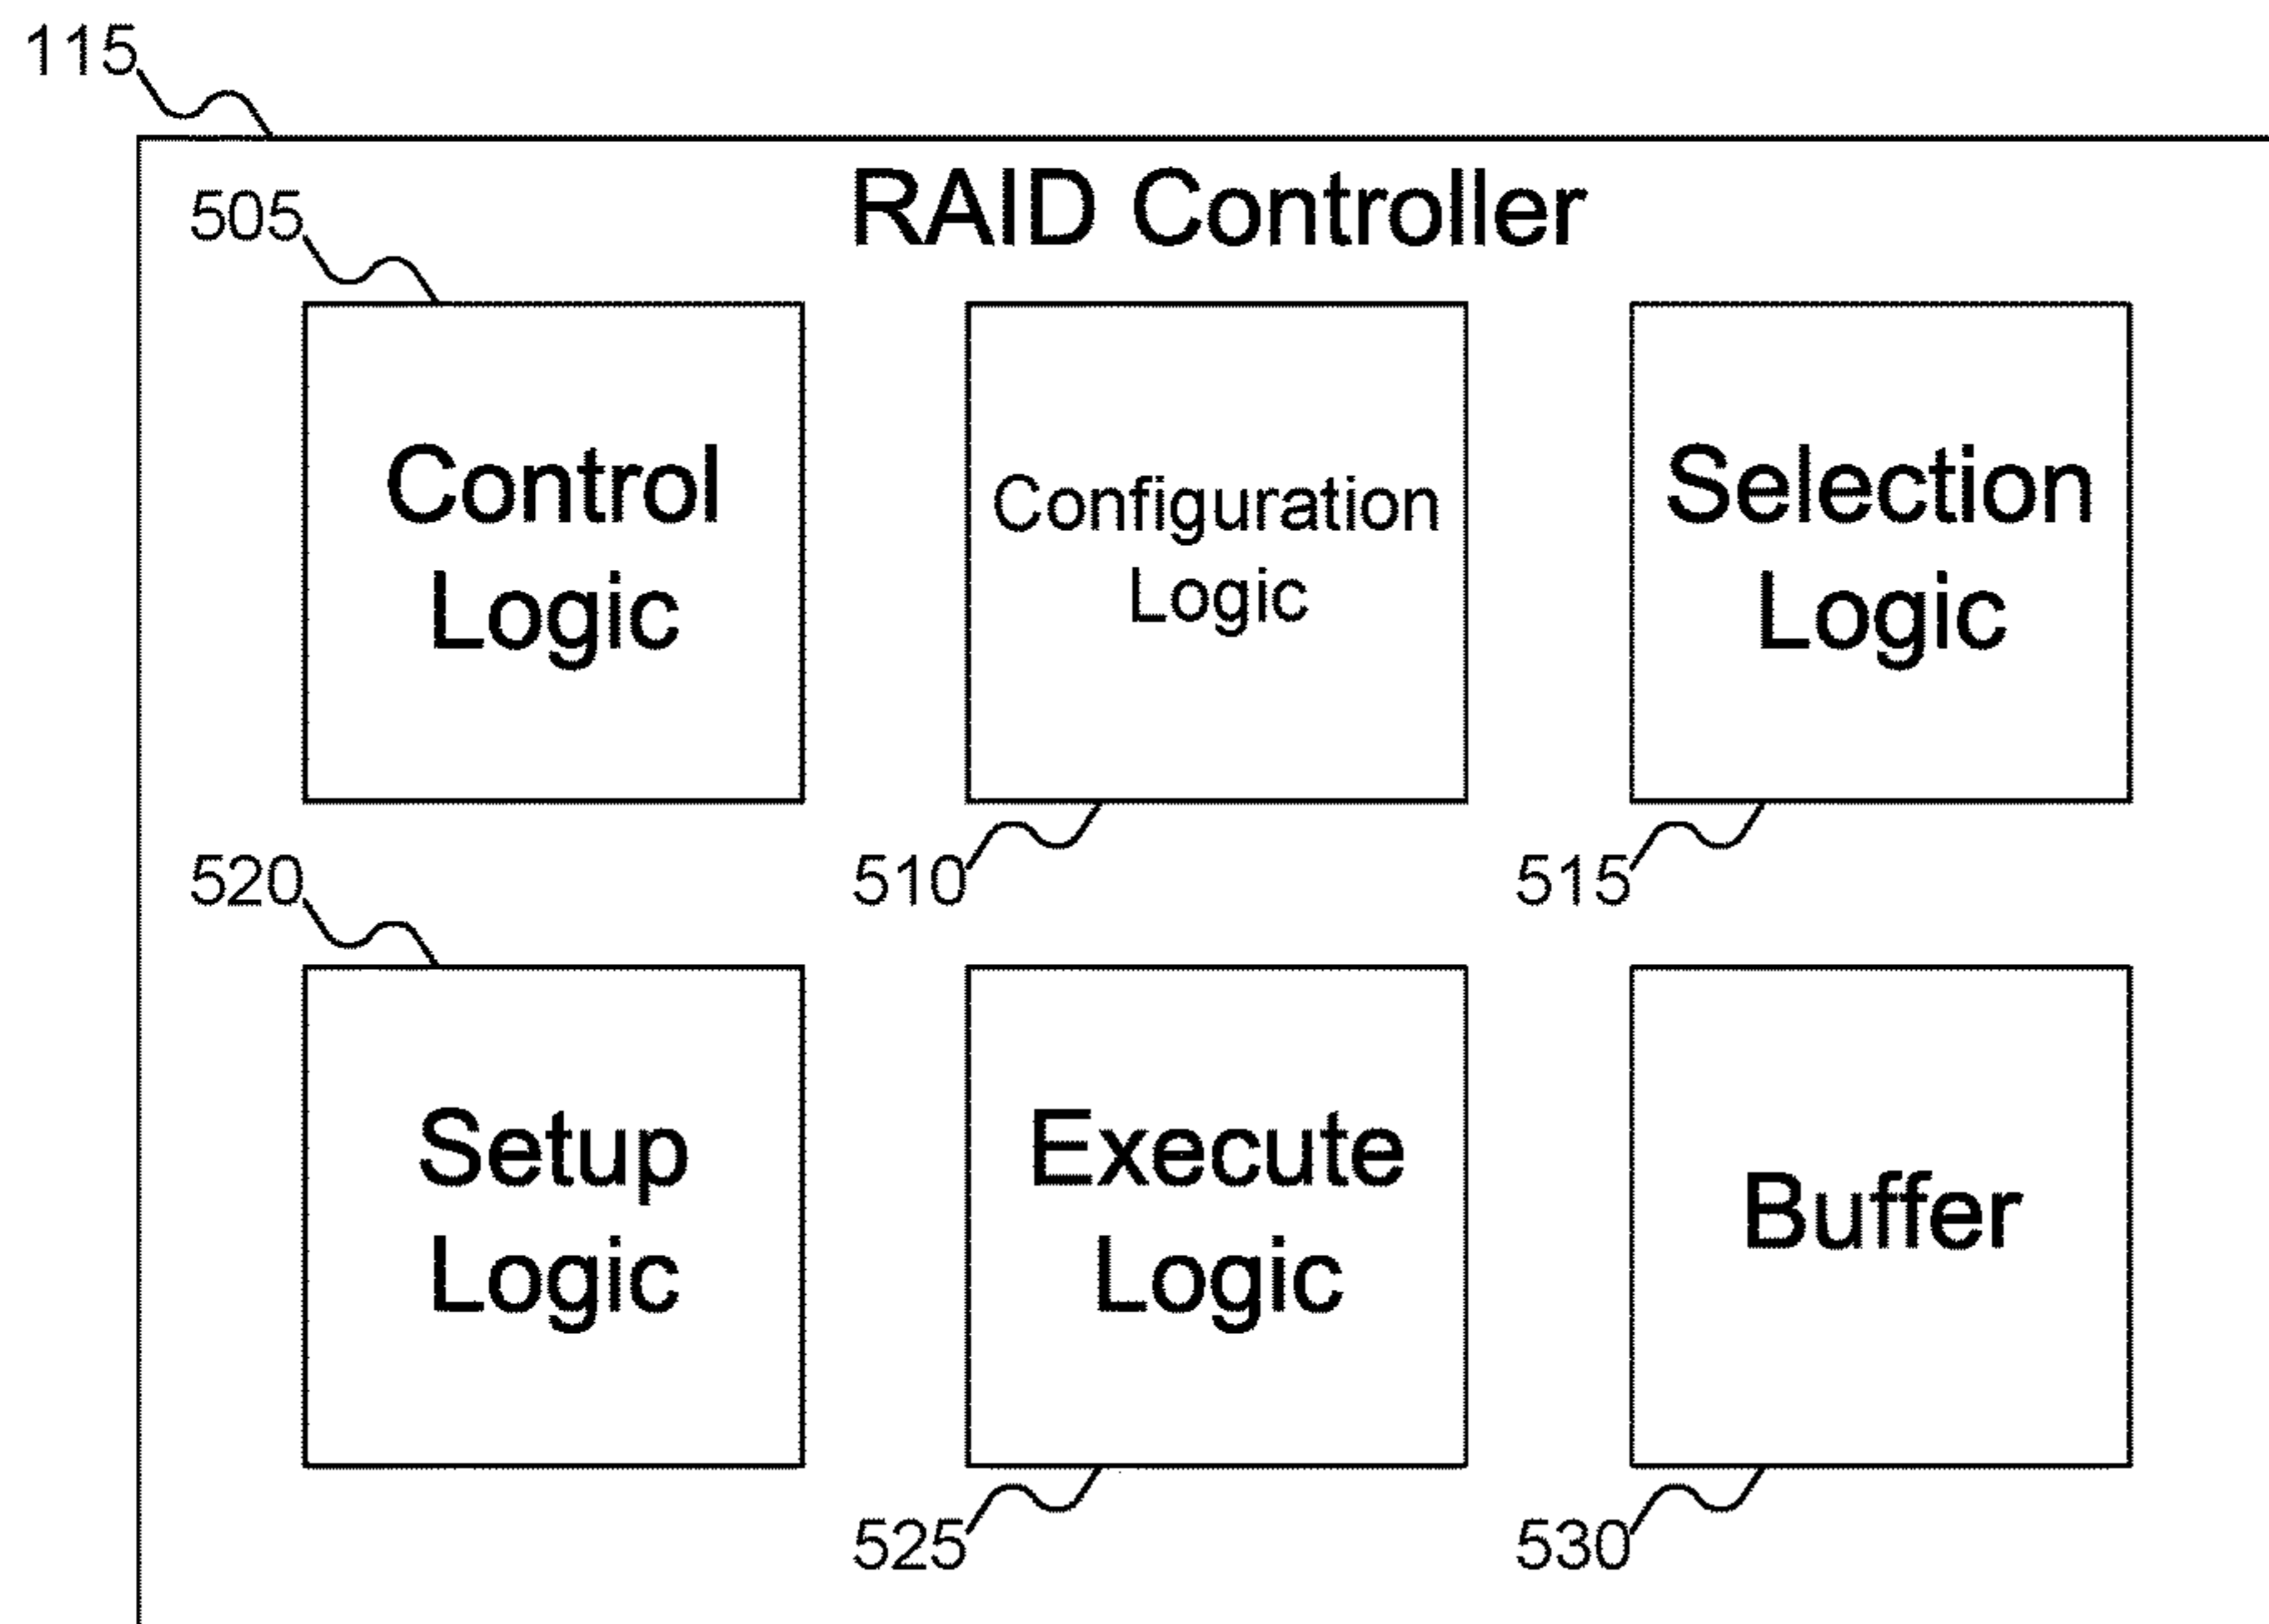 115
RAID Controller
505
Control
Logic
Configuration
Logic
Selection
Logic
510
515
520
Setup
Logic
Execute
Logic
Buffer
525
530